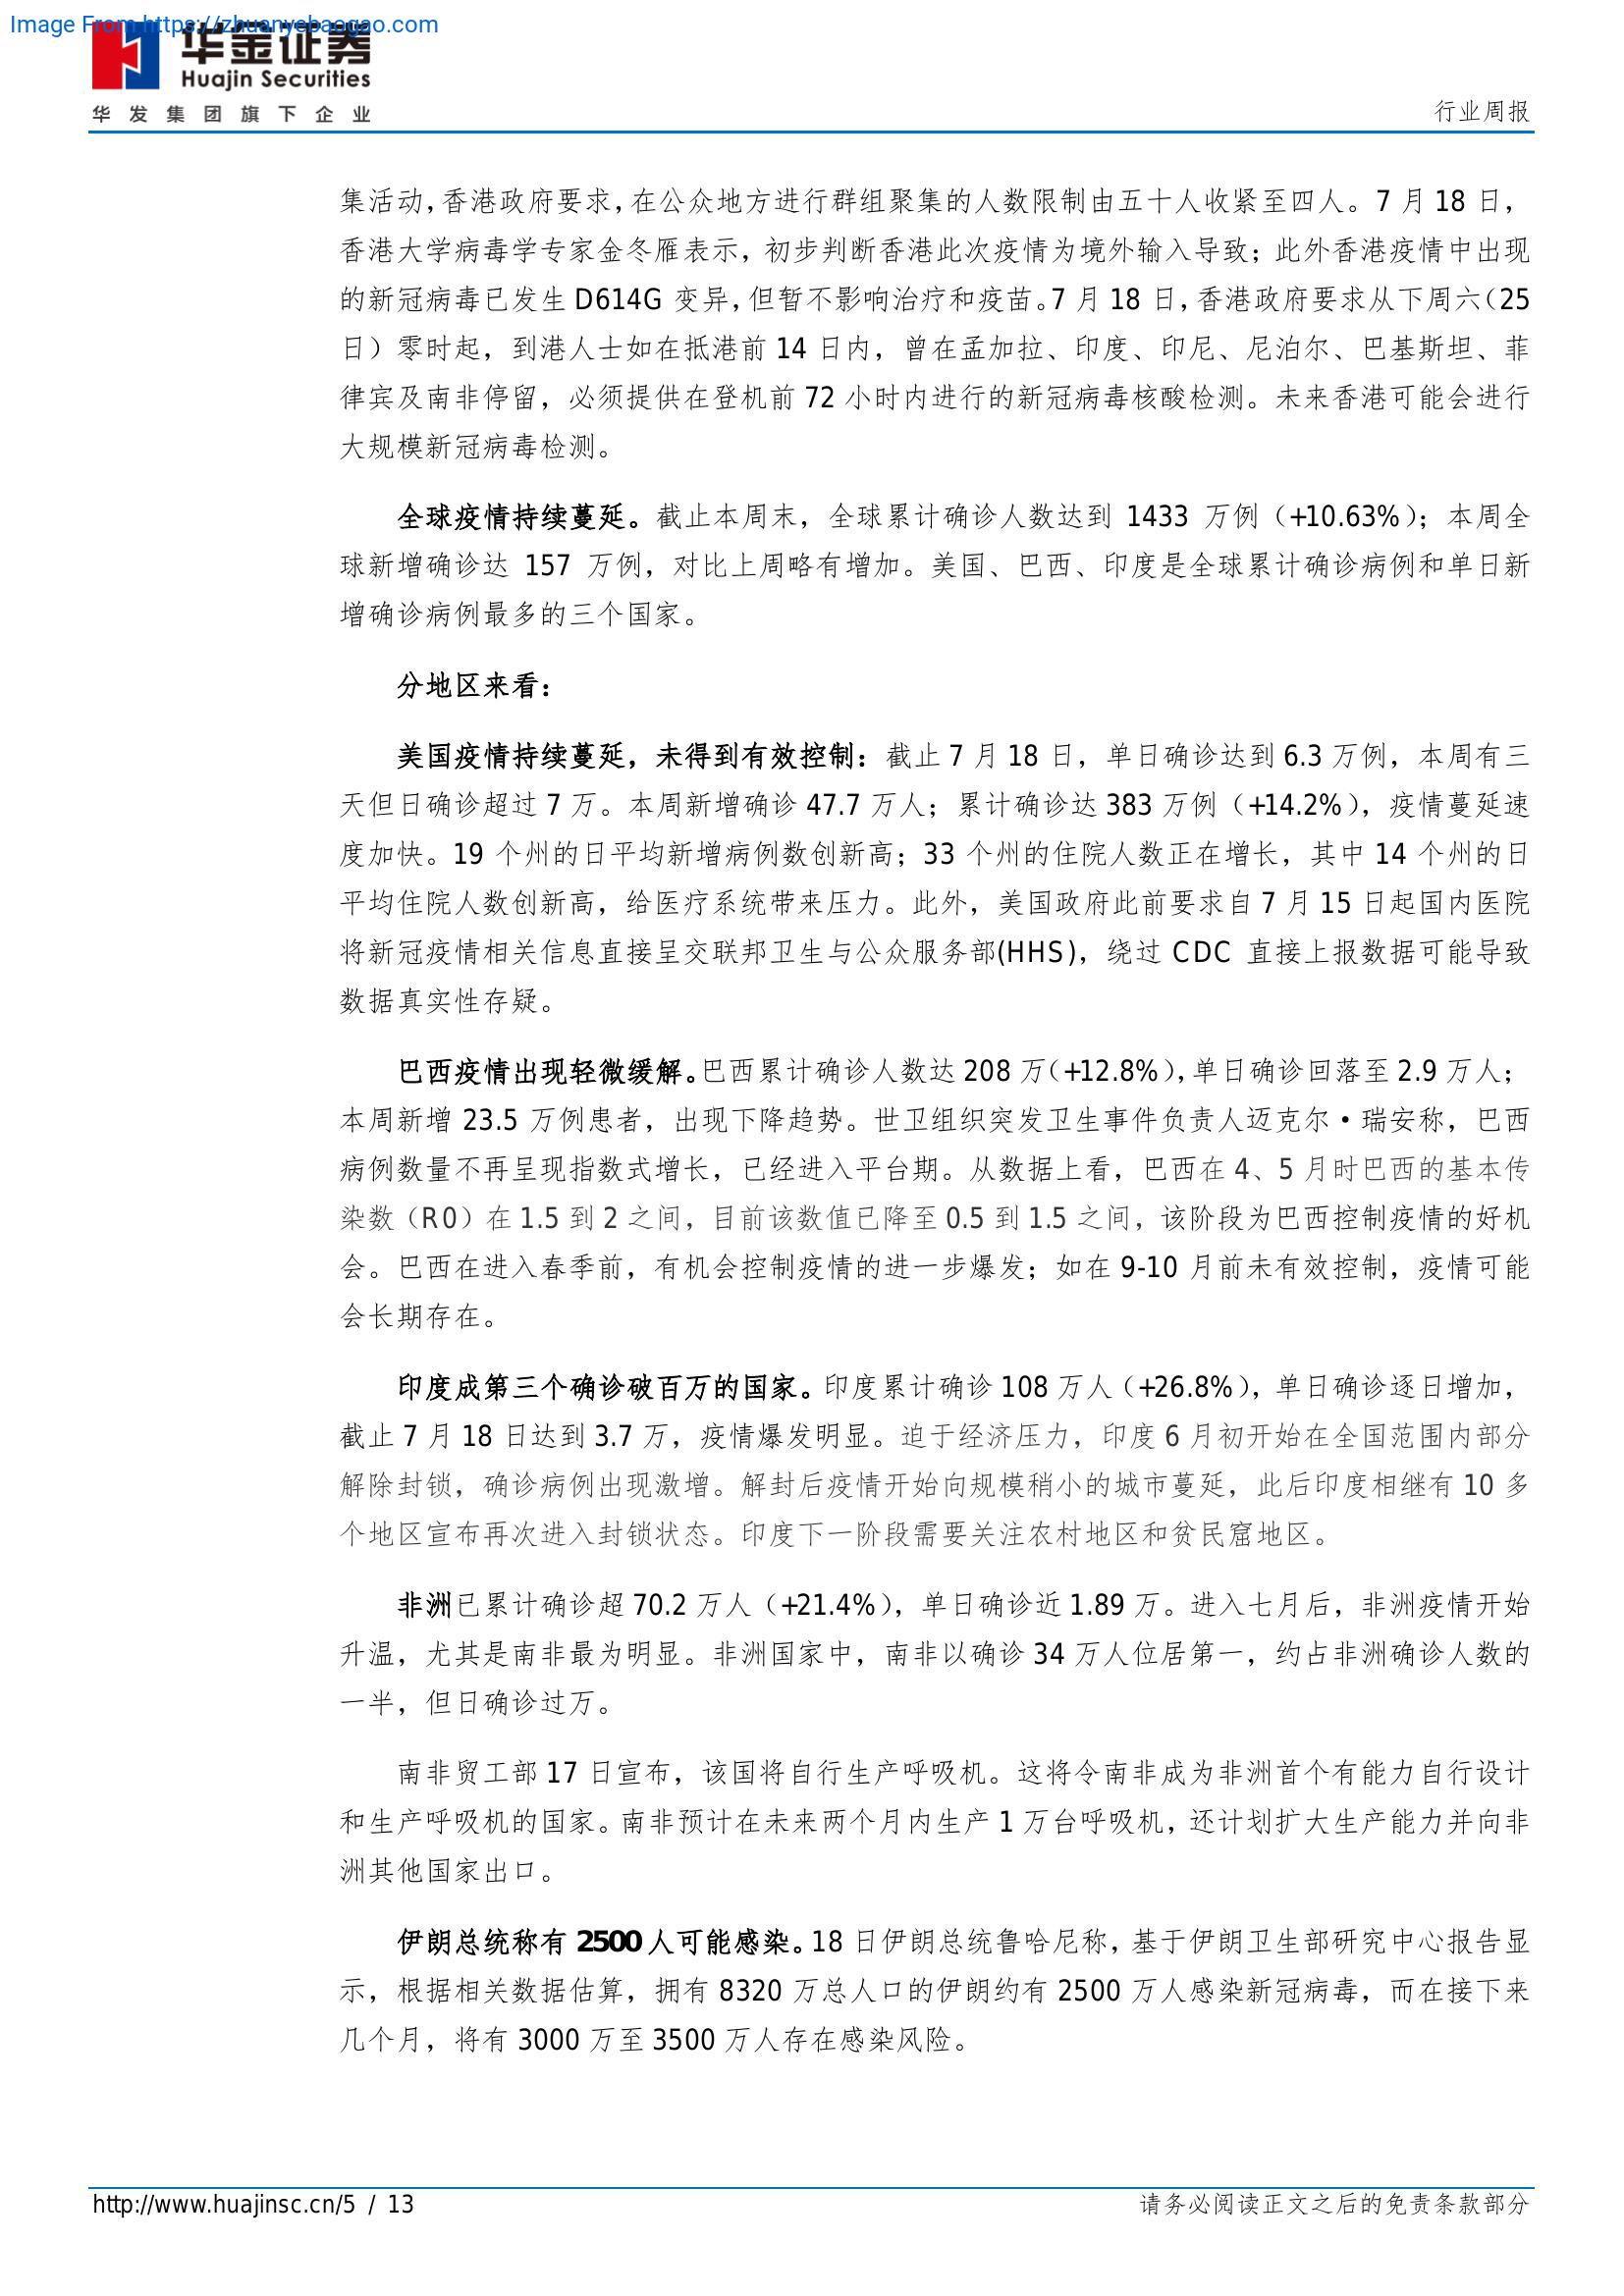 Image From https://zhuanyebaogao.com
华金证券
Huajin Securities
华发集团旗下企业
行业周报
集活动，香港政府要求，在公众地方进行群组聚集的人数限制由五十人收紧至四人。7 月 18 日，
香港大学病毒学专家金冬雁表示，初步判断香港此次疫情为境外输入导致；此外香港疫情中出现
的新冠病毒已发生 D614G 变异，但暂不影响治疗和疫苗。7 月 18 日，香港政府要求从下周六（25
日）零时起，到港人士如在抵港前 14 日内，曾在孟加拉、印度、印尼、尼泊尔、巴基斯坦、菲
律宾及南非停留，必须提供在登机前 72 小时内进行的新冠病毒核酸检测。未来香港可能会进行
大规模新冠病毒检测。
全球疫情持续蔓延。截止本周末，全球累计确诊人数达到 1433 万例（+10.63%）；本周全
球新增确诊达 157 万例，对比上周略有增加。美国、巴西、印度是全球累计确诊病例和单日新
增确诊病例最多的三个国家。
分地区来看：
美国疫情持续蔓延，未得到有效控制：截止 7 月 18 日，单日确诊达到 6.3 万例，本周有三
天但日确诊超过 7 万。本周新增确诊 47.7 万人；累计确诊达 383 万例（+14.2%），疫情蔓延速
度加快。19 个州的日平均新增病例数创新高；33 个州的住院人数正在增长，其中 14 个州的日
平均住院人数创新高，给医疗系统带来压力。此外，美国政府此前要求自 7 月 15 日起国内医院
将新冠疫情相关信息直接呈交联邦卫生与公众服务部(HHS)，绕过 CDC 直接上报数据可能导致
数据真实性存疑。
巴西疫情出现轻微缓解。巴西累计确诊人数达 208 万（+12.8%），单日确诊回落至 2.9 万人；
本周新增 23.5 万例患者，出现下降趋势。世卫组织突发卫生事件负责人迈克尔·瑞安称，巴西
病例数量不再呈现指数式增长，已经进入平台期。从数据上看，巴西在 4、5 月时巴西的基本传
染数（R0）在 1.5 到 2 之间，目前该数值已降至 0.5 到 1.5 之间，该阶段为巴西控制疫情的好机
会。巴西在进入春季前，有机会控制疫情的进一步爆发；如在 9-10 月前未有效控制，疫情可能
会长期存在。
印度成第三个确诊破百万的国家。印度累计确诊 108 万人（+26.8%），单日确诊逐日增加，
截止 7 月 18 日达到 3.7 万，疫情爆发明显。迫于经济压力，印度 6 月初开始在全国范围内部分
解除封锁，确诊病例出现激增。解封后疫情开始向规模稍小的城市蔓延，此后印度相继有 10 多
个地区宣布再次进入封锁状态。印度下一阶段需要关注农村地区和贫民窟地区。
非洲已累计确诊超 70.2 万人（+21.4%），单日确诊近 1.89 万。进入七月后，非洲疫情开始
升温，尤其是南非最为明显。非洲国家中，南非以确诊 34 万人位居第一，约占非洲确诊人数的
一半，但日确诊过万。
南非贸工部 17 日宣布，该国将自行生产呼吸机。这将令南非成为非洲首个有能力自行设计
和生产呼吸机的国家。南非预计在未来两个月内生产 1 万台呼吸机，还计划扩大生产能力并向非
洲其他国家出口。
伊朗总统称有 2500 人可能感染。18 日伊朗总统鲁哈尼称，基于伊朗卫生部研究中心报告显
示，根据相关数据估算，拥有 8320 万总人口的伊朗约有 2500 万人感染新冠病毒，而在接下来
几个月，将有 3000 万至 3500 万人存在感染风险。
http://www.huajinsc.cn/5 / 13
请务必阅读正文之后的免责条款部分